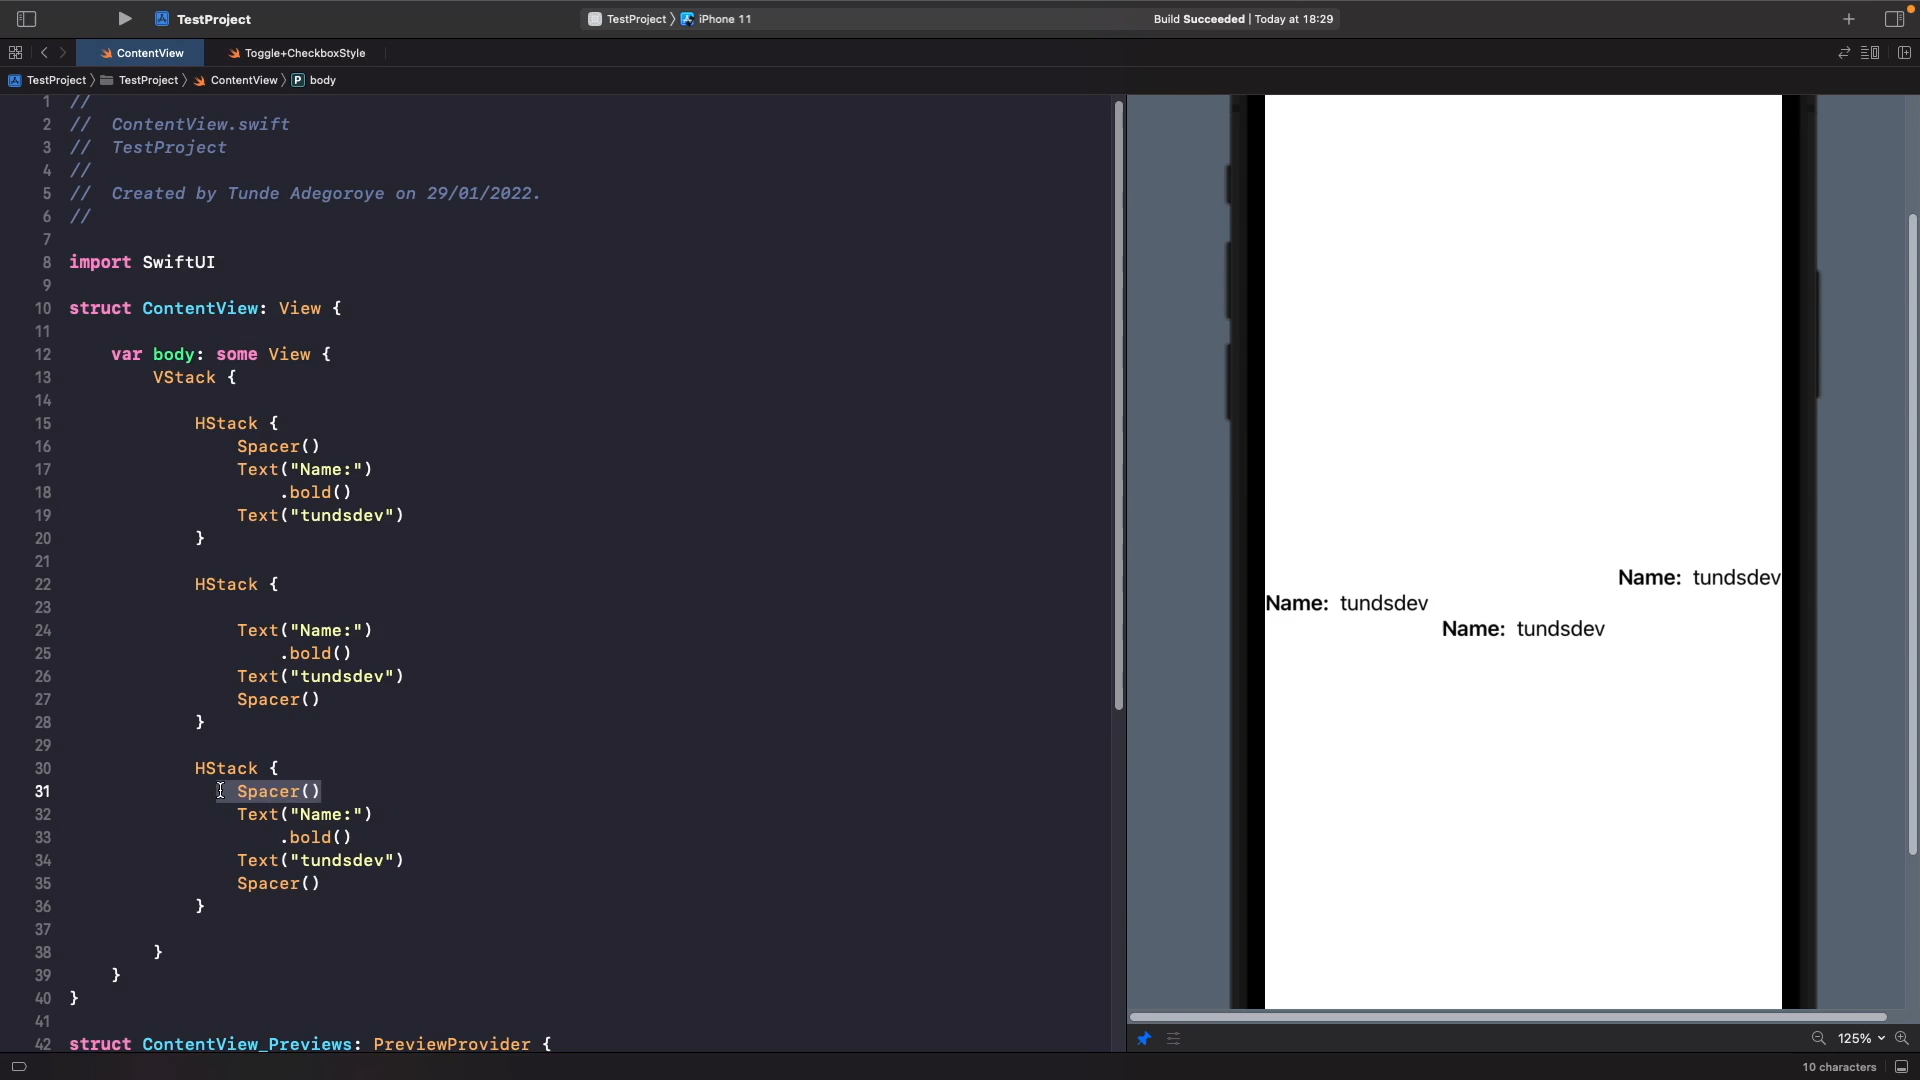 TestProject
TestProject 〉 iPhone 11
Build Succeeded | Today at 18:29
ContentView
Toggle+CheckboxStyle
TestProject 〉 TestProject 〉 ContentView 〉 P body
1 //
2 // ContentView.swift
3 // TestProject
4 //
5 // Created by Tunde Adegoroye on 29/01/2022.
6 //
7
8 import SwiftUI
9
10 struct ContentView: View {
11
12 var body: some View {
13 VStack {
14
15 HStack {
16 Spacer()
17 Text("Name:")
18 .bold()
19 Text("tundsdev")
20 }
21
22 HStack {
23
24 Text("Name:")
25 .bold()
26 Text("tundsdev")
27 Spacer()
28 }
29
30 HStack {
31 Spacer()
32 Text("Name:")
33 .bold()
34 Text("tundsdev")
35 Spacer()
36 }
37
38 }
39 }
40 }
41
42 struct ContentView_Previews: PreviewProvider {
Name: tundsdev
Name: tundsdev
Name: tundsdev
125%
10 characters